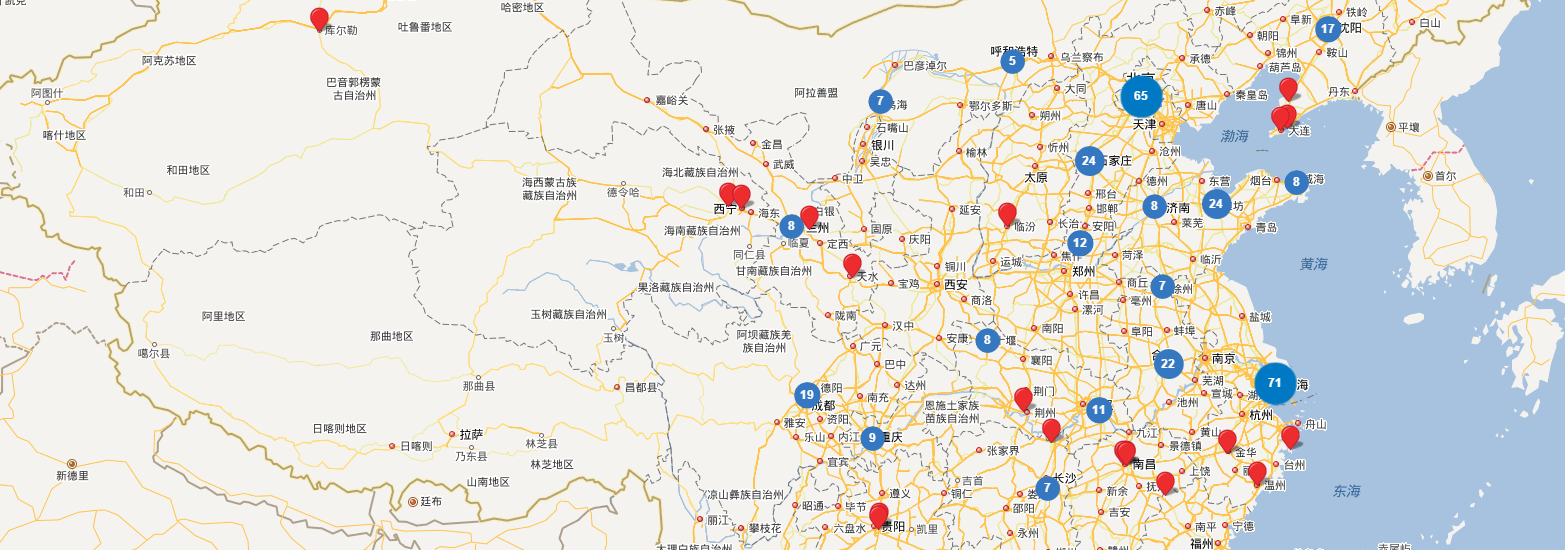 哈密地区
赤峰
铁岭
阜新
白山
库尔勒
吐鲁番地区
17
沈阳
朝阳
呼和浩特
乌兰察布
锦州
鞍山
阿克苏地区
5
巴彦淖尔
承德
葫芦岛
巴音郭楞蒙
古自治州
阿图什
阿拉善盟
大同
65
秦皇岛
丹东
嘉峪关
7
鄂尔多斯
唐山
朔州
天津
大连
平壤
喀什地区
张掖
石嘴山
渤海
金昌
银川
忻州
沧州
和田地区
武威
吴忠
榆林
24
石家庄
海北藏族自治州
太原
首尔
和田
德令哈
海西蒙古族
藏族自治州
中卫
德州
东营
烟台
8
威海
邢台
西宁
海东
白银
延安
邯郸
8
济南
24
莱芜
临汾
长治
安阳
青岛
海南藏族自治州
8
固原
庆阳
临夏
定西
12
同仁县
菏泽
临沂
黄海
甘南藏族自治州
天水
铜川
运城
郑州
宝鸡
西安
果洛藏族自治州
商丘
7
徐州
商洛
许昌
亳州
漯河
阿里地区
玉树藏族自治州
陇南
汉中
南阳
盐城
那曲地区
玉树
阿坝藏族羌
族自治州
安康
8
阜阳
蚌埠
噶尔县
广元
襄阳
南京
巴中
22
那曲县
昌都县
德阳
达州
芜湖
71
19
成都
南充
荆门
宣城
恩施土家族
苗族自治州
荆州
11
池州
杭州
雅安
资阳
舟山
日喀则地区
拉萨
林芝县
乐山
内江
9
重庆
九江
黄山
日喀则
乃东县
张家界
景德镇
金华
新德里
林芝地区
宜宾
南昌
台州
上饶
山南地区
吉首
长沙
温州
凉山彝族自治州
遵义
铜仁
7
新余
东海
廷布
昭通
毕节
邵阳
吉安
丽江
攀枝花
六盘水
贵阳
凯里
永州
南平
宁德
福州